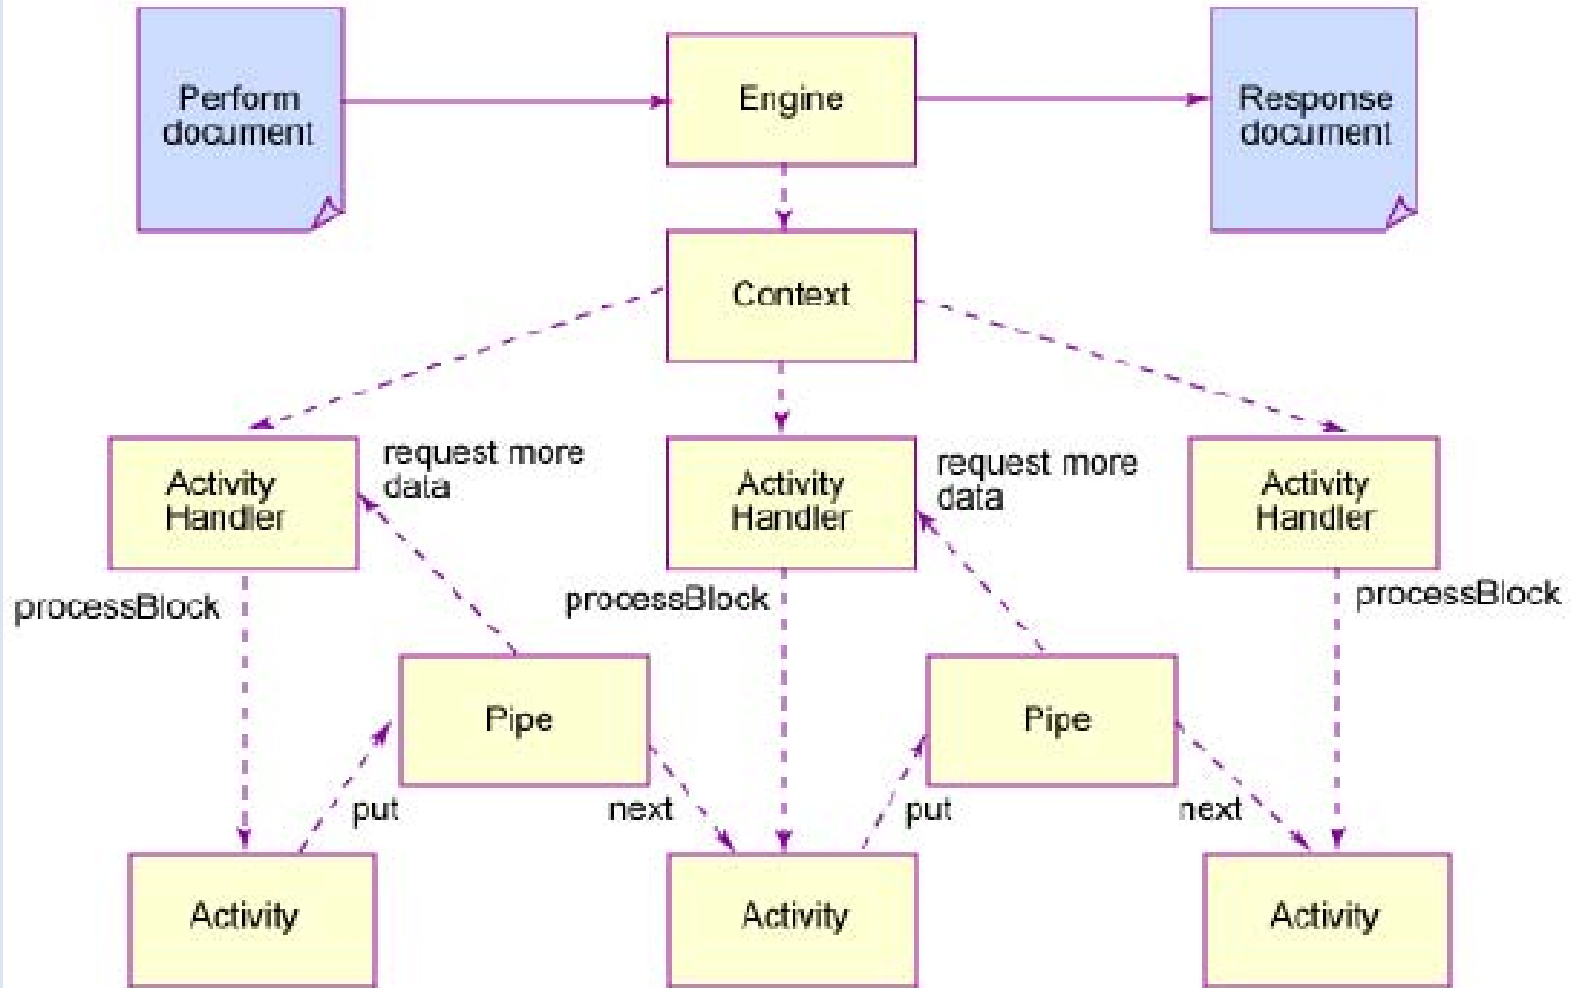 Perform
document
Engine
Response
document
Context
request more
data
request more
data
Activity
Handler
Activity
Handler
Activity
Handler
processBlock
processBlock
processBlock
Pipe
Pipe
put
next
put
next
Activity
Activity
Activity